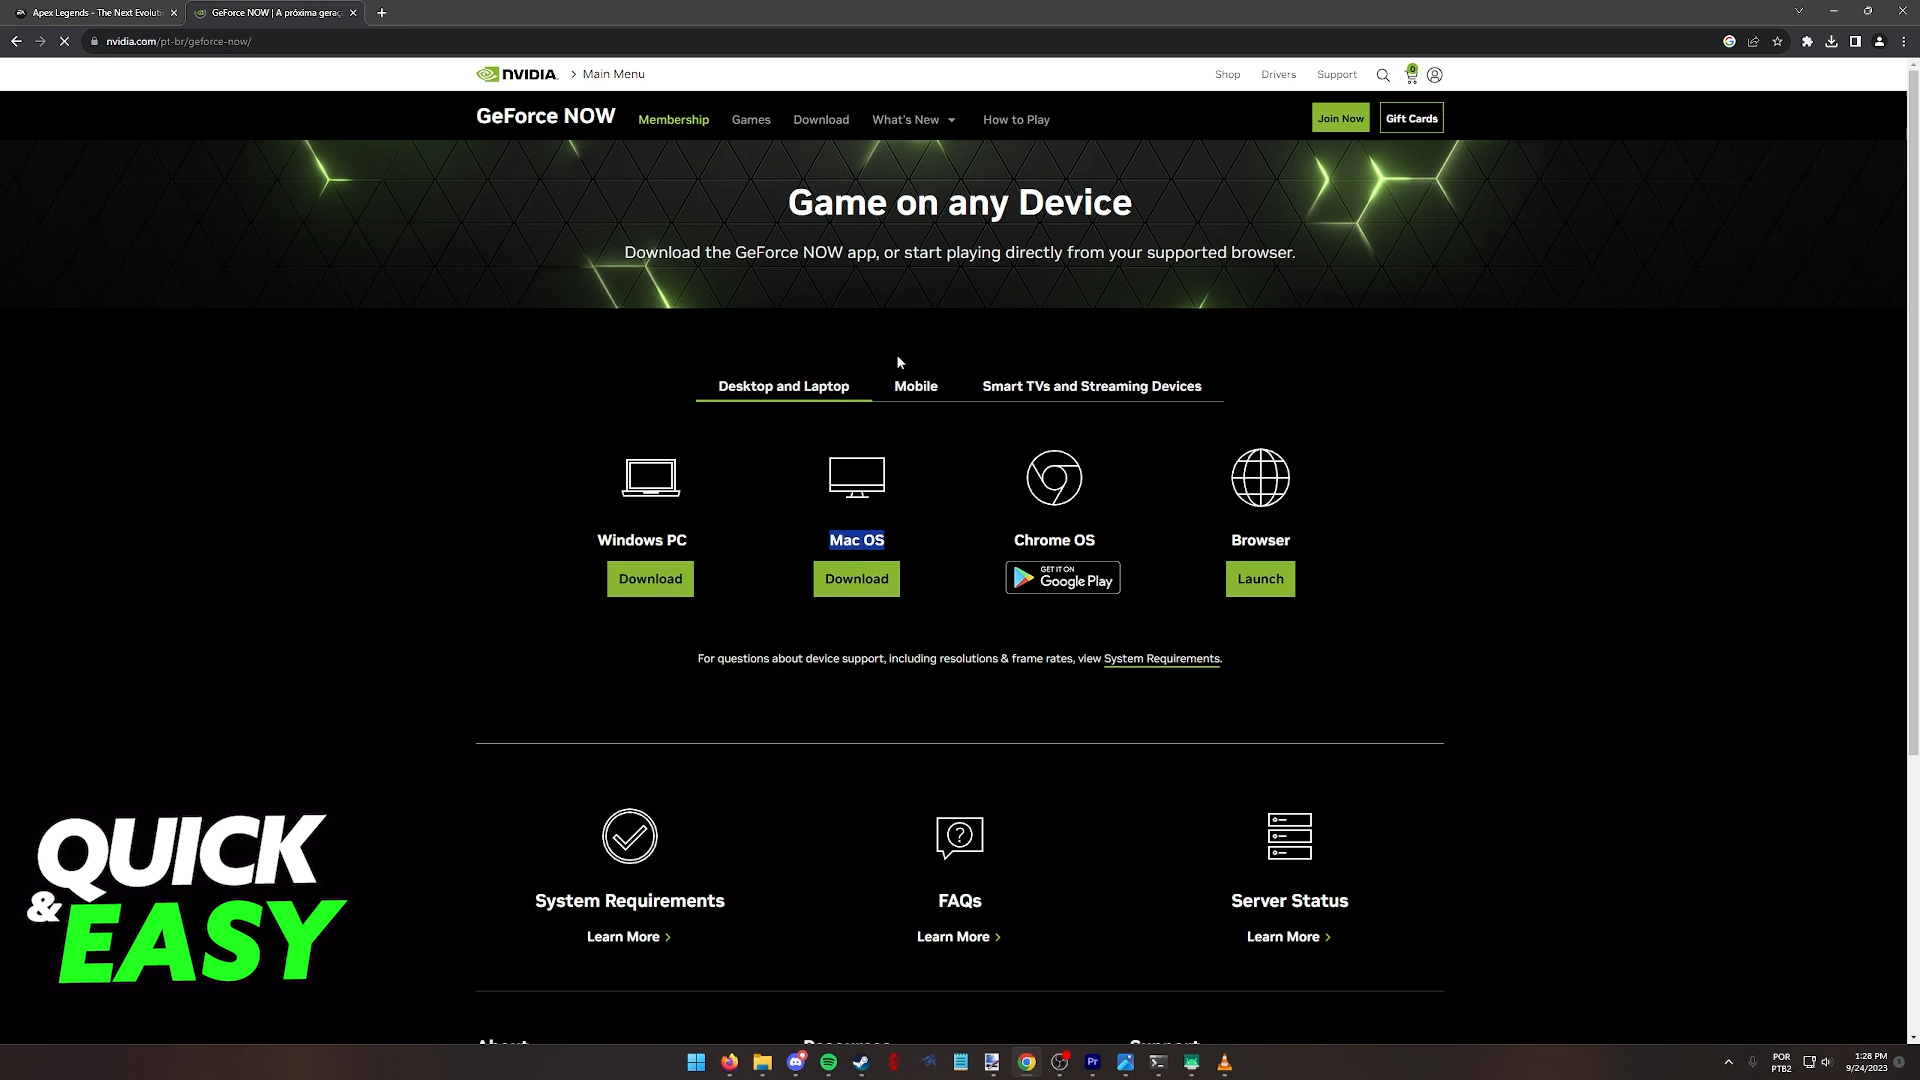 Apex Legends - The Next Evoluti
GeForce NOW | A próxima geraç
nvidia.com/pt-br/geforce-now/
NVIDIA. > Main Menu
Shop Drivers Support 0
GeForce NOW Membership Games Download What's New How to Play Join Now Gift Cards
Game on any Device
Download the GeForce NOW app, or start playing directly from your supported browser.
Desktop and Laptop Mobile Smart TVs and Streaming Devices
Windows PC Mac OS Chrome OS Browser
Download Download GET IT ON Google Play Launch
For questions about device support, including resolutions & frame rates, view System Requirements.
QUICK
&EASY
System Requirements FAQs Server Status
Learn More > Learn More > Learn More >
POR 1:28 PM
PTB2 9/24/2023